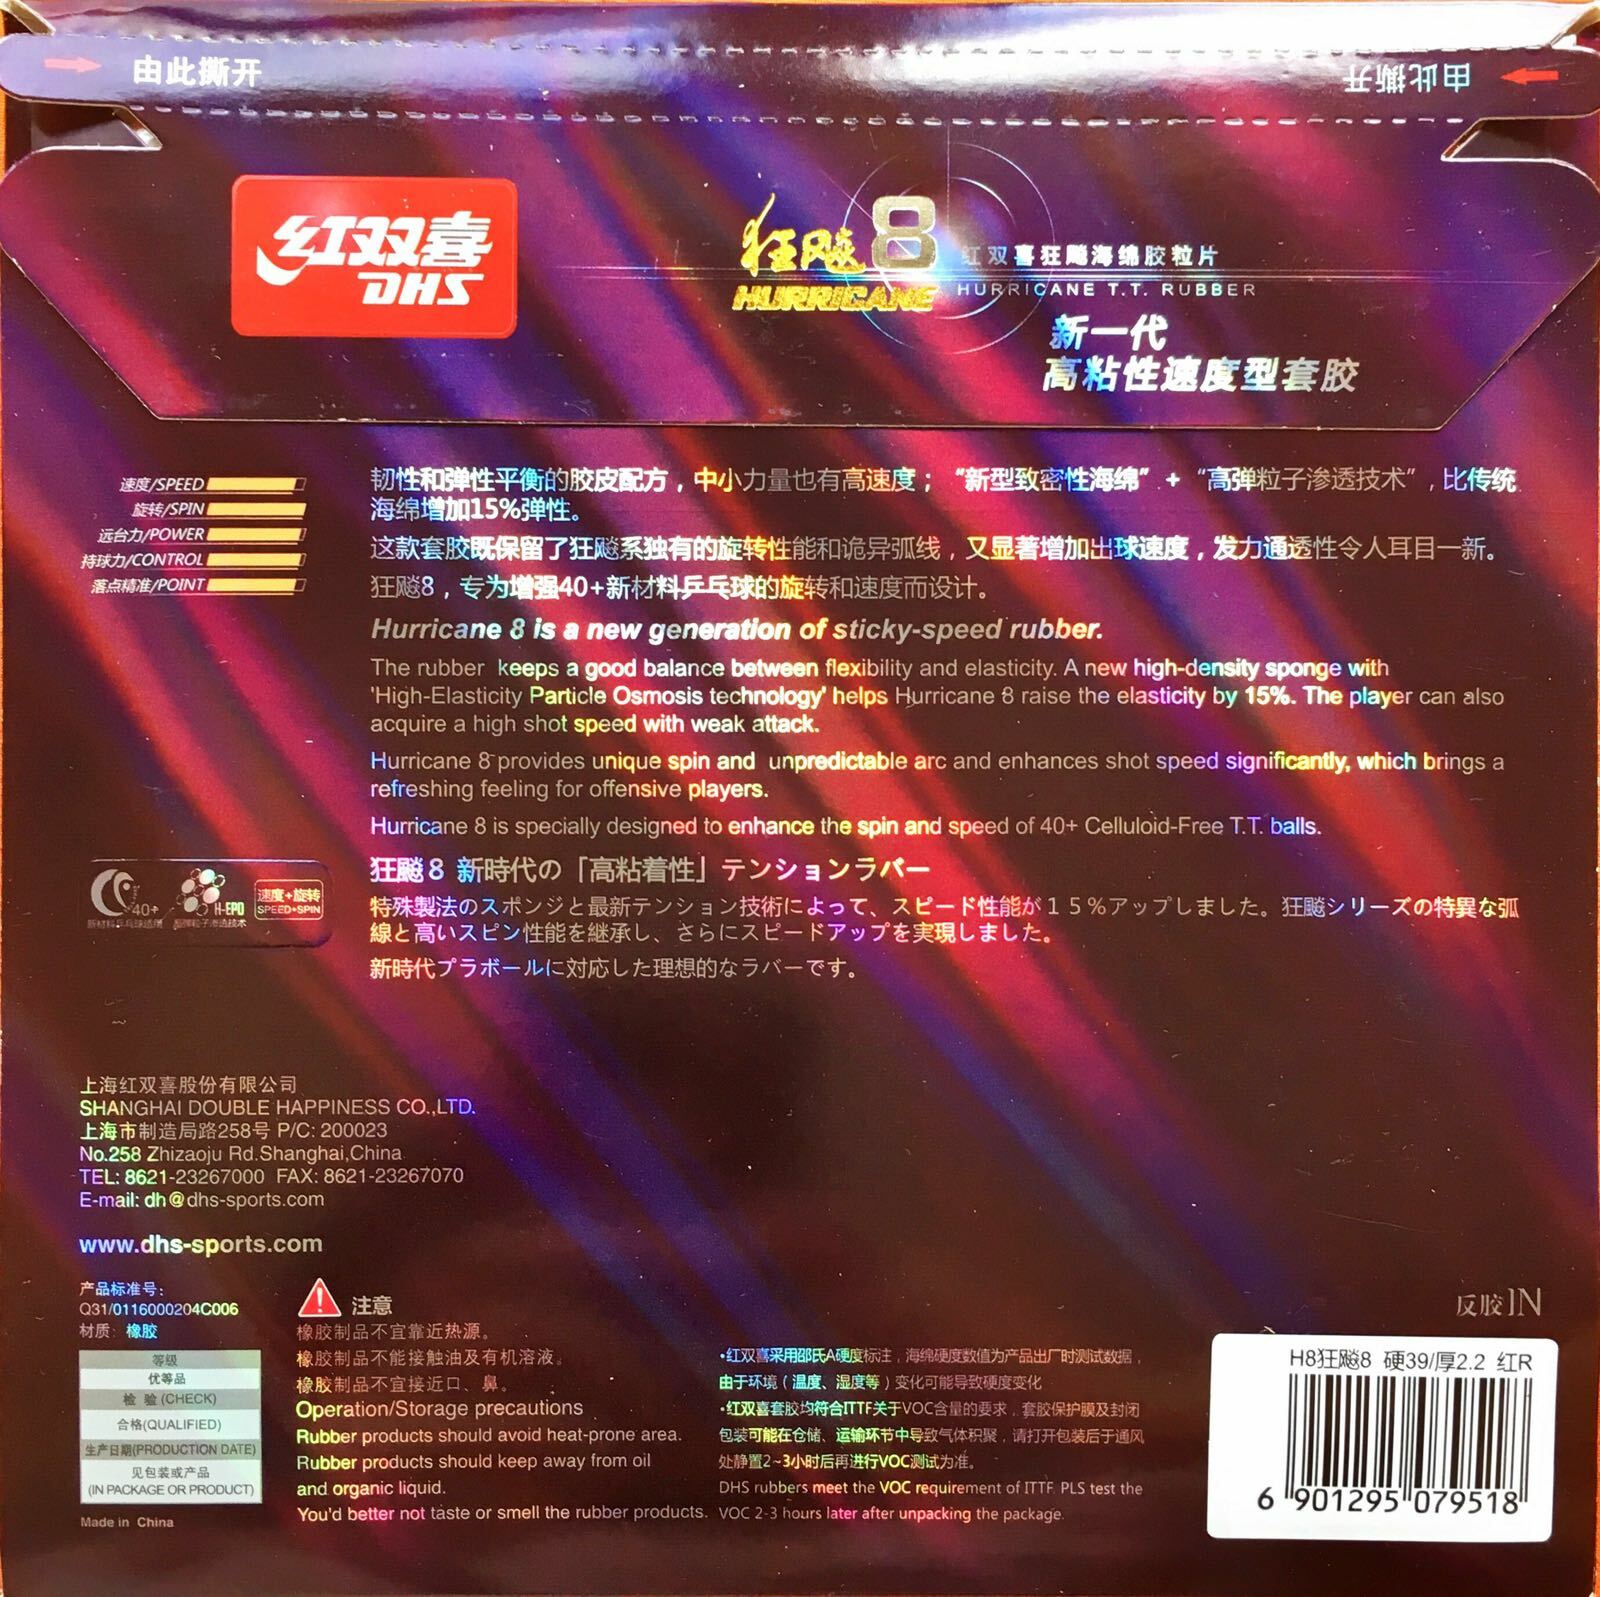 由此撕开
由此撕开
红双喜
DHS
狂飚8
HURRICANE
红双喜狂飚海绵胶粒片
HURRICANE T.T. RUBBER
新一代
高粘性速度型套胶
速度/SPEED
旋转/SPIN
远台力/POWER
持球力/CONTROL
落点精准/POINT
韧性和弹性平衡的胶皮配方，中小力量也有高速度；“新型致密性海绵”+“高弹粒子渗透技术”，比传统
海绵增加15%弹性。
这款套胶既保留了狂飚系独有的旋转性能和诡异弧线，又显著增加出球速度，发力通透性令人耳目一新。
狂飚8，专为增强40+新材料乒乓球的旋转和速度而设计。
Hurricane 8 is a new generation of sticky-speed rubber.
The rubber keeps a good balance between flexibility and elasticity. A new high-density sponge with
'High-Elasticity Particle Osmosis technology' helps Hurricane 8 raise the elasticity by 15%. The player can also
acquire a high shot speed with weak attack.
Hurricane 8 provides unique spin and unpredictable arc and enhances shot speed significantly, which brings a
refreshing feeling for offensive players.
Hurricane 8 is specially designed to enhance the spin and speed of 40+ Celluloid-Free T.T. balls.
狂飚8 新時代の「高粘着性」テンションラバー
特殊製法のスポンジと最新テンション技術によって、スピード性能が１５%アップしました。狂飚シリーズの特異な弧
線と高いスピン性能を継承し、さらにスピードアップを実現しました。
新時代プラボールに対応した理想的なラバーです。
40+
新材料乒乓球适用
H-EPO
高弹粒子渗透技术
速度+旋转
SPEED+SPIN
上海红双喜股份有限公司
SHANGHAI DOUBLE HAPPINESS CO.,LTD.
上海市制造局路258号 P/C: 200023
No.258 Zhizaoju Rd.Shanghai,China
TEL: 8621-23267000 FAX: 8621-23267070
E-mail: dh@dhs-sports.com
www.dhs-sports.com
产品标准号：
Q31/0116000204C006
材质：橡胶
等级
优等品
检 验 (CHECK)
合格(QUALIFIED)
生产日期(PRODUCTION DATE)
见包装或产品
(IN PACKAGE OR PRODUCT)
Made in China
注意
橡胶制品不宜靠近热源。
橡胶制品不能接触油及有机溶液。
橡胶制品不宜接近口、鼻。
Operation/Storage precautions
Rubber products should avoid heat-prone area.
Rubber products should keep away from oil
and organic liquid.
You'd better not taste or smell the rubber products.
•红双喜采用邵氏A硬度标注，海绵硬度数值为产品出厂时测试数据，
由于环境（温度、湿度等）变化可能导致硬度变化
•红双喜套胶均符合ITTF关于VOC含量的要求，套胶保护膜及封闭
包装可能在仓储、运输环节中导致气体积聚，请打开包装后于通风
处静置2~3小时后再进行VOC测试为准。
DHS rubbers meet the VOC requirement of ITTF. PLS test the
VOC 2-3 hours later after unpacking the package.
反胶IN
H8狂飚8 硬39/厚2.2 红R
6 901295 079518